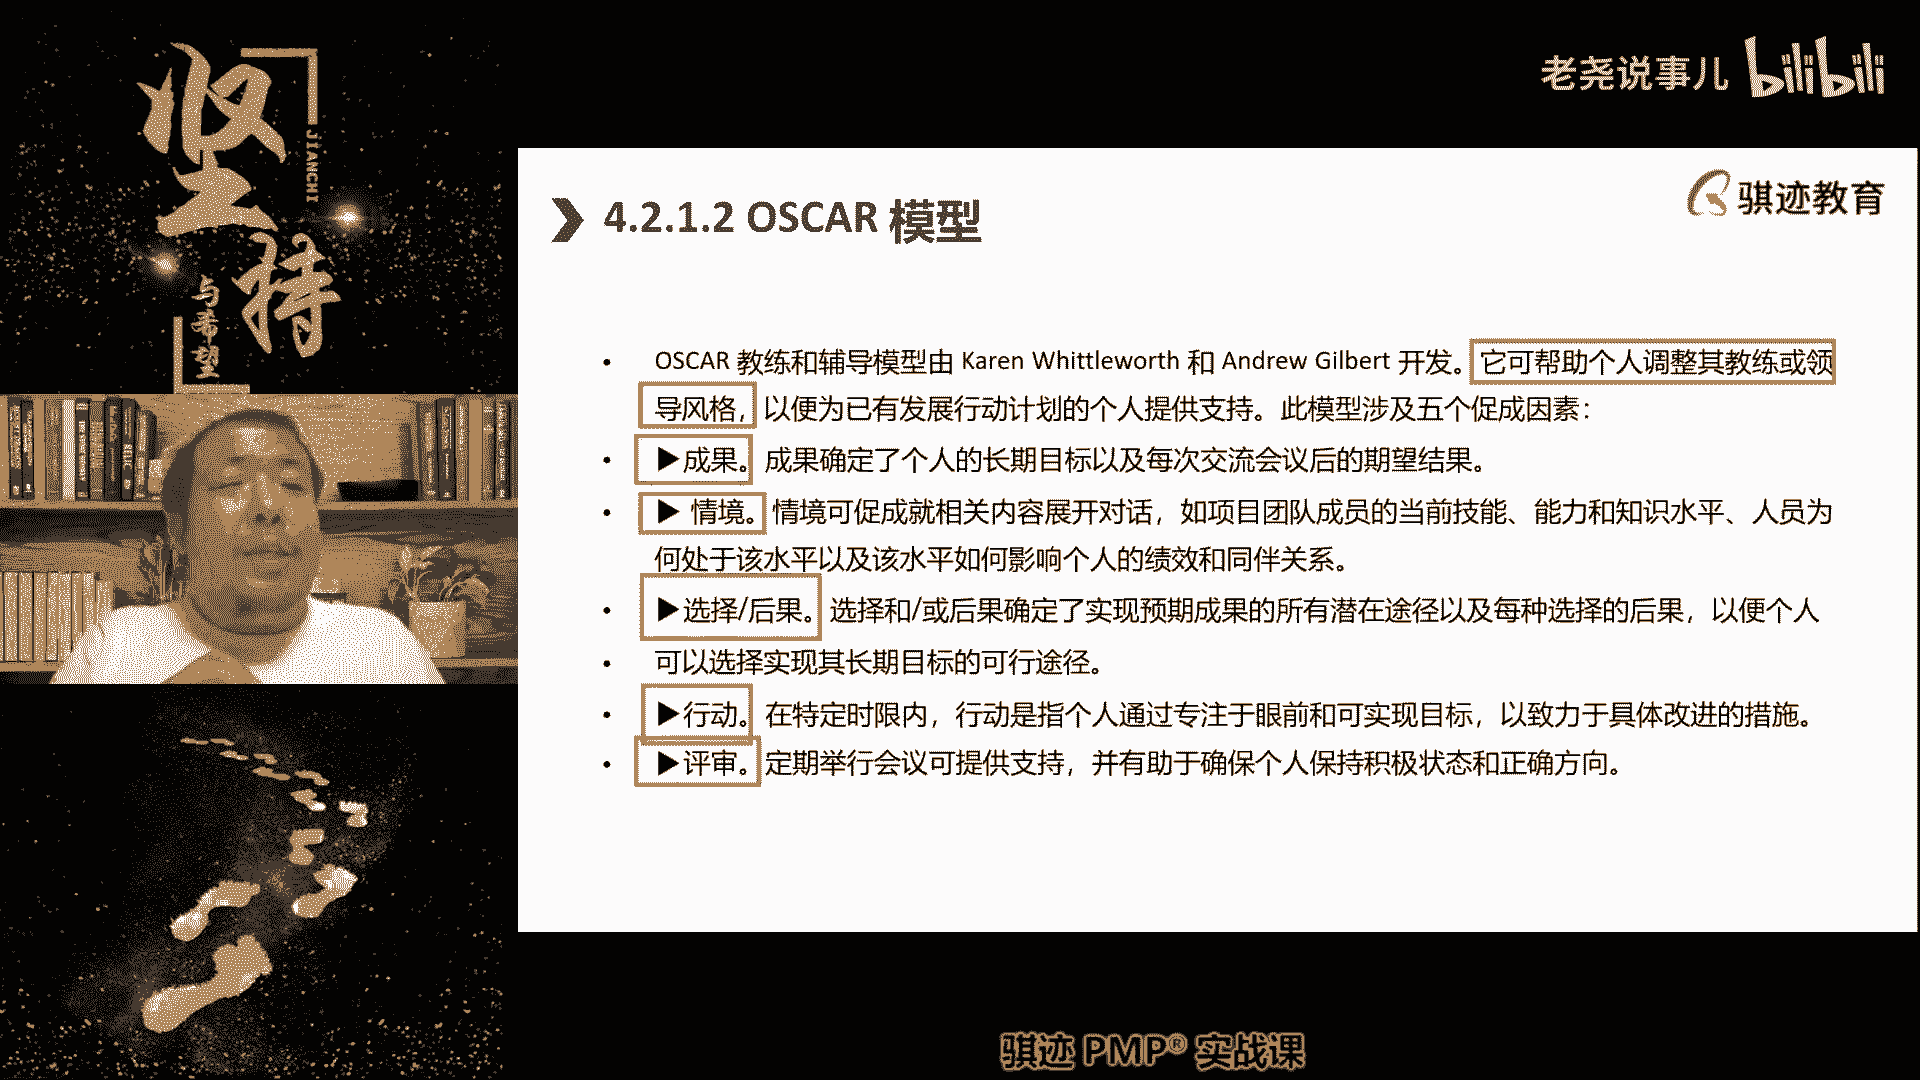 坚持
JIANCHI
与希望
老尧说事儿 bilibili
骐迹教育
4.2.1.2 OSCAR 模型
• OSCAR 教练和辅导模型由 Karen Whittleworth 和 Andrew Gilbert 开发。它可帮助个人调整其教练或领
导风格，以便为已有发展行动计划的个人提供支持。此模型涉及五个促成因素：
• ▶成果。成果确定了个人的长期目标以及每次交流会议后的期望结果。
• ▶ 情境。情境可促成就相关内容展开对话，如项目团队成员的当前技能、能力和知识水平、人员为
何处于该水平以及该水平如何影响个人的绩效和同伴关系。
• ▶选择/后果。选择和/或后果确定了实现预期成果的所有潜在途径以及每种选择的后果，以便个人
• 可以选择实现其长期目标的可行途径。
• ▶行动。在特定时限内，行动是指个人通过专注于眼前和可实现目标，以致力于具体改进的措施。
• ▶评审。定期举行会议可提供支持，并有助于确保个人保持积极状态和正确方向。
骐迹 PMP® 实战课